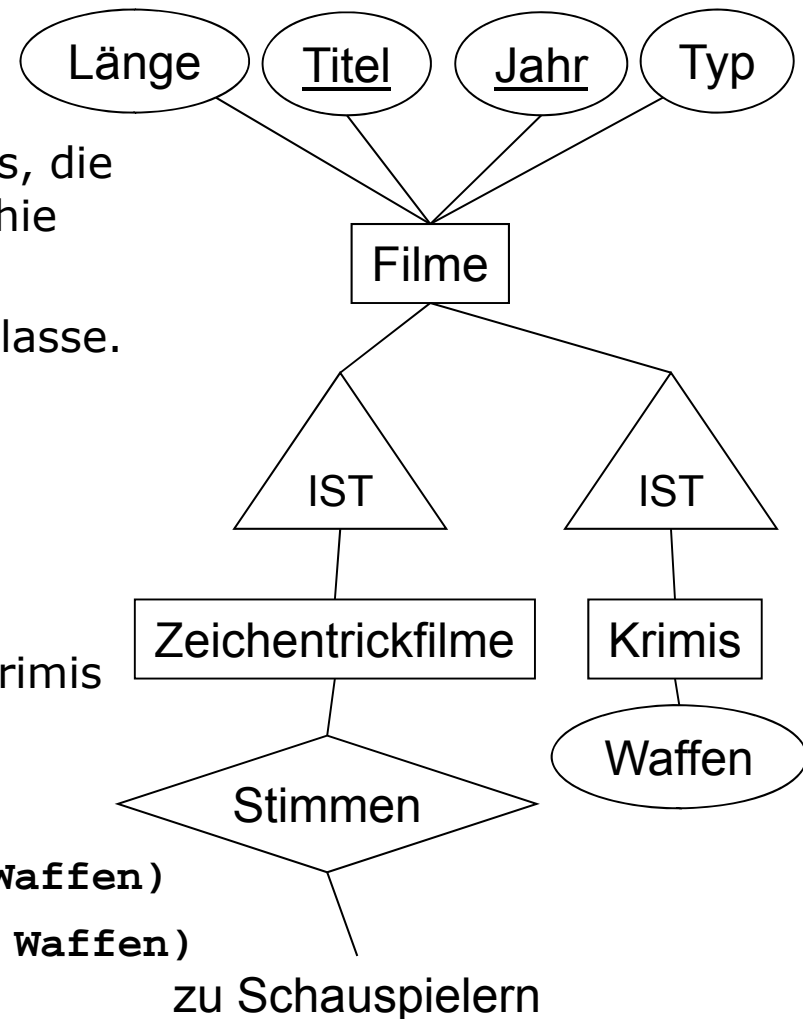 Länge Titel Jahr Typ
s, die
hie
Filme
lasse.
IST IST
Zeichentrickfilme Krimis
rimis
Waffen
Stimmen
Waffen)
Waffen)
zu Schauspielern